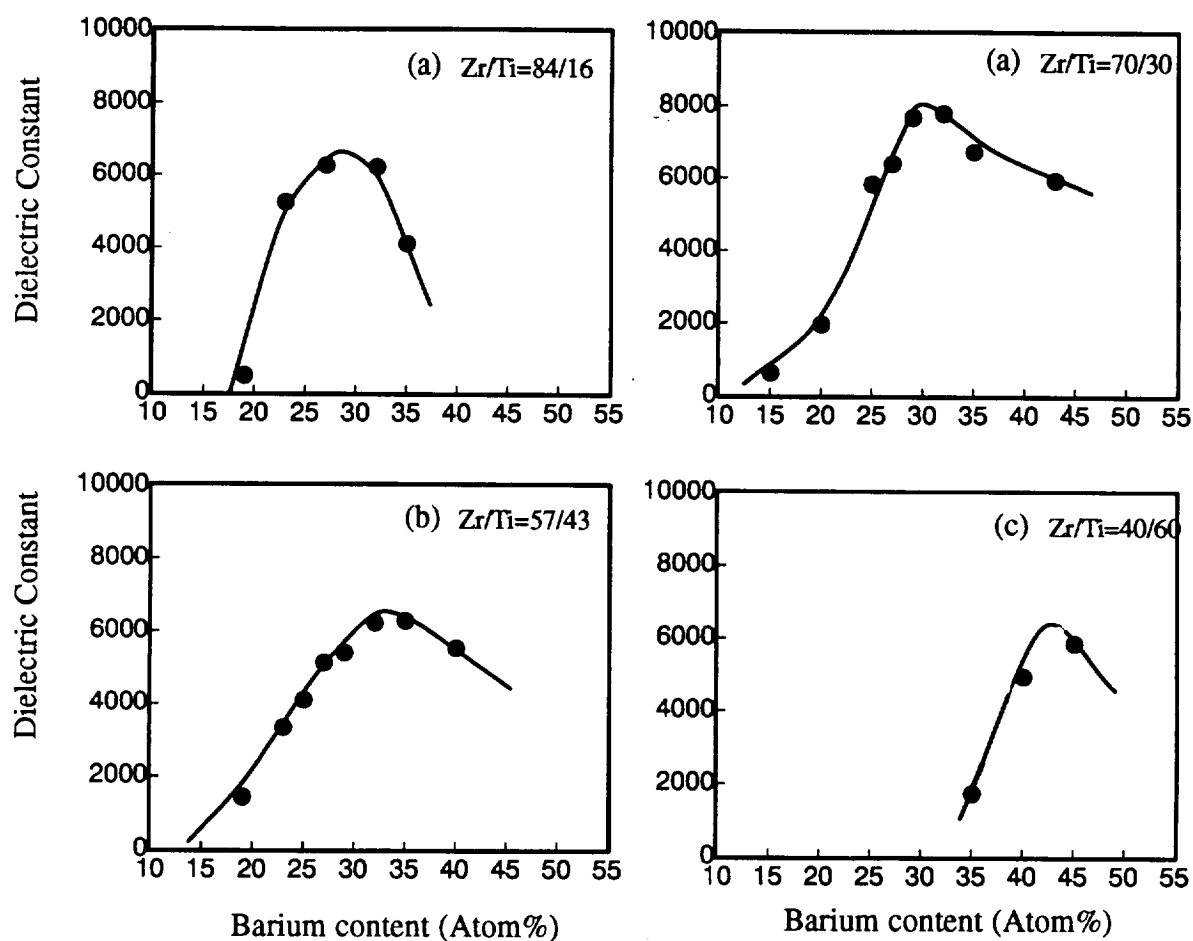 10000
8000
6000
4000
2000
0
Dielectric Constant
(a) Zr/Ti=84/16
10 15 20 25 30 35 40 45 50 55
10000
8000
6000
4000
2000
0
(a) Zr/Ti=70/30
10 15 20 25 30 35 40 45 50 55
10000
8000
6000
4000
2000
0
Dielectric Constant
(b) Zr/Ti=57/43
10 15 20 25 30 35 40 45 50 55
Barium content (Atom%)
10000
8000
6000
4000
2000
0
(c) Zr/Ti=40/60
10 15 20 25 30 35 40 45 50 55
Barium content (Atom%)